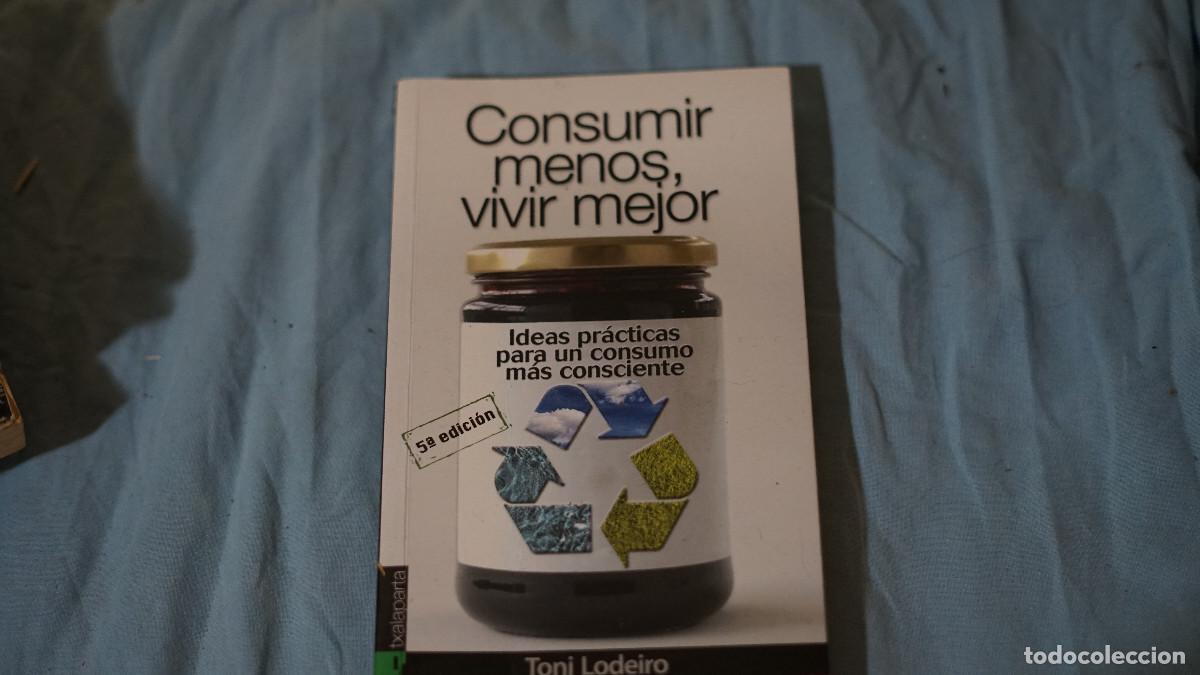 Consumir
menos,
vivir mejor
Ideas prácticas
para un consumo
más consciente
5ª edición
txalaparta
Toni Lodeiro
todocoleccion